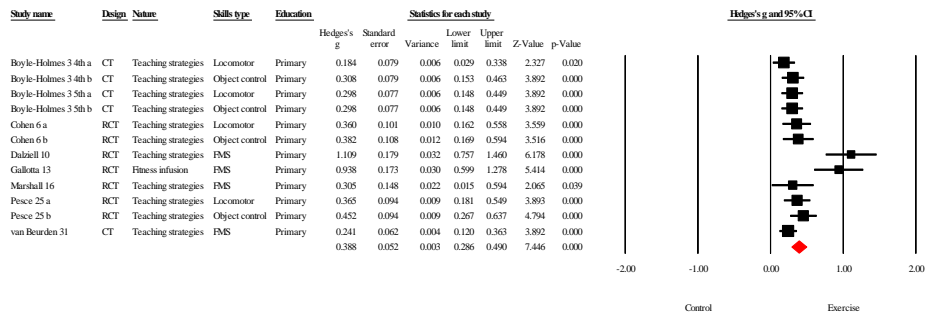 Study name Design Nature Skills type Education Statistics for each study Hedges's g and 95% CI
Hedges's g Standard error Variance Lower limit Upper limit Z-Value p-Value
Boyle-Holmes 3 4th a CT Teaching strategies Locomotor Primary 0.184 0.079 0.006 0.029 0.338 2.327 0.020
Boyle-Holmes 3 4th b CT Teaching strategies Object control Primary 0.308 0.079 0.006 0.153 0.463 3.892 0.000
Boyle-Holmes 3 5th a CT Teaching strategies Locomotor Primary 0.298 0.077 0.006 0.148 0.449 3.892 0.000
Boyle-Holmes 3 5th b CT Teaching strategies Object control Primary 0.298 0.077 0.006 0.148 0.449 3.892 0.000
Cohen 6 a RCT Teaching strategies Locomotor Primary 0.360 0.101 0.010 0.162 0.558 3.559 0.000
Cohen 6 b RCT Teaching strategies Object control Primary 0.382 0.108 0.012 0.169 0.594 3.516 0.000
Dalziell 10 RCT Teaching strategies FMS Primary 1.109 0.179 0.032 0.757 1.460 6.178 0.000
Gallotta 13 RCT Fitness infusion FMS Primary 0.938 0.173 0.030 0.599 1.278 5.414 0.000
Marshall 16 RCT Teaching strategies FMS Primary 0.305 0.148 0.022 0.015 0.594 2.065 0.039
Pesce 25 a RCT Teaching strategies Locomotor Primary 0.365 0.094 0.009 0.181 0.549 3.893 0.000
Pesce 25 b RCT Teaching strategies Object control Primary 0.452 0.094 0.009 0.267 0.637 4.794 0.000
van Beurden 31 CT Teaching strategies FMS Primary 0.241 0.062 0.004 0.120 0.363 3.892 0.000
0.388 0.052 0.003 0.286 0.490 7.446 0.000
-2.00 -1.00 0.00 1.00 2.00
Control Exercise